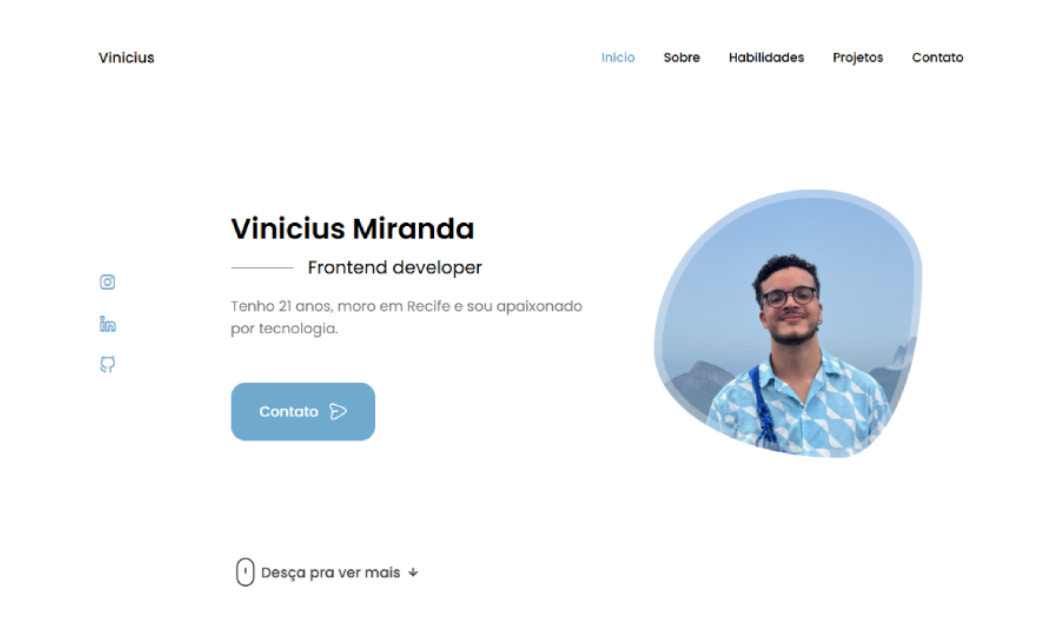 Vinicius
Início Sobre Habilidades Projetos Contato
Vinicius Miranda
Frontend developer
Tenho 21 anos, moro em Recife e sou apaixonado
por tecnologia.
Contato
Desça pra ver mais